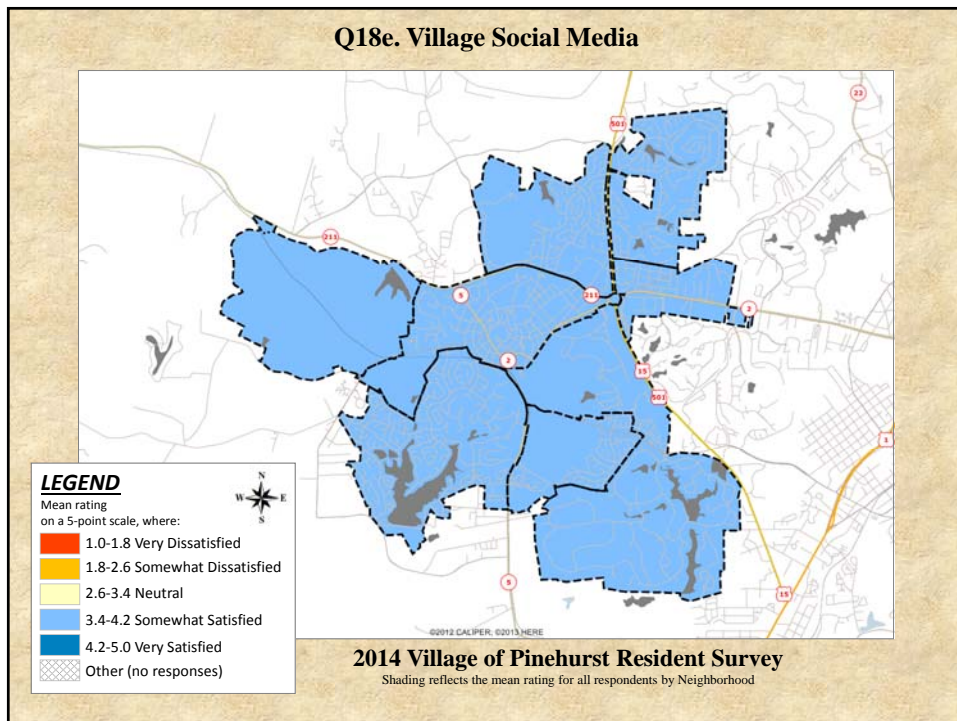 Q18e. Village Social Media
22
501
211
5
211
2
2
15
501
1
5
15
LEGEND
Mean rating
on a 5-point scale, where:
N
W E
S
1.0-1.8 Very Dissatisfied
1.8-2.6 Somewhat Dissatisfied
2.6-3.4 Neutral
3.4-4.2 Somewhat Satisfied
4.2-5.0 Very Satisfied
Other (no responses)
©2012 CALIPER, ©2013 HERE
2014 Village of Pinehurst Resident Survey
Shading reflects the mean rating for all respondents by Neighborhood